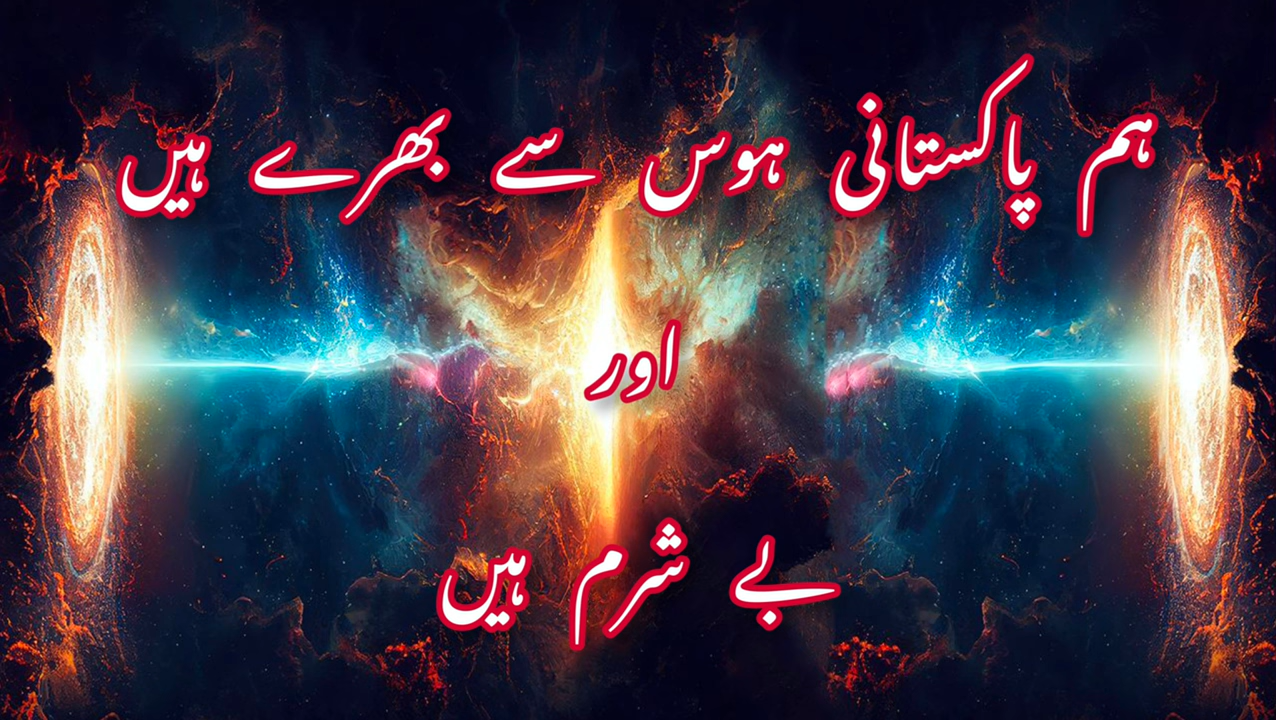 ہم پاکستانی ہوس سے بھرے ہیں
اور
بے شرم ہیں